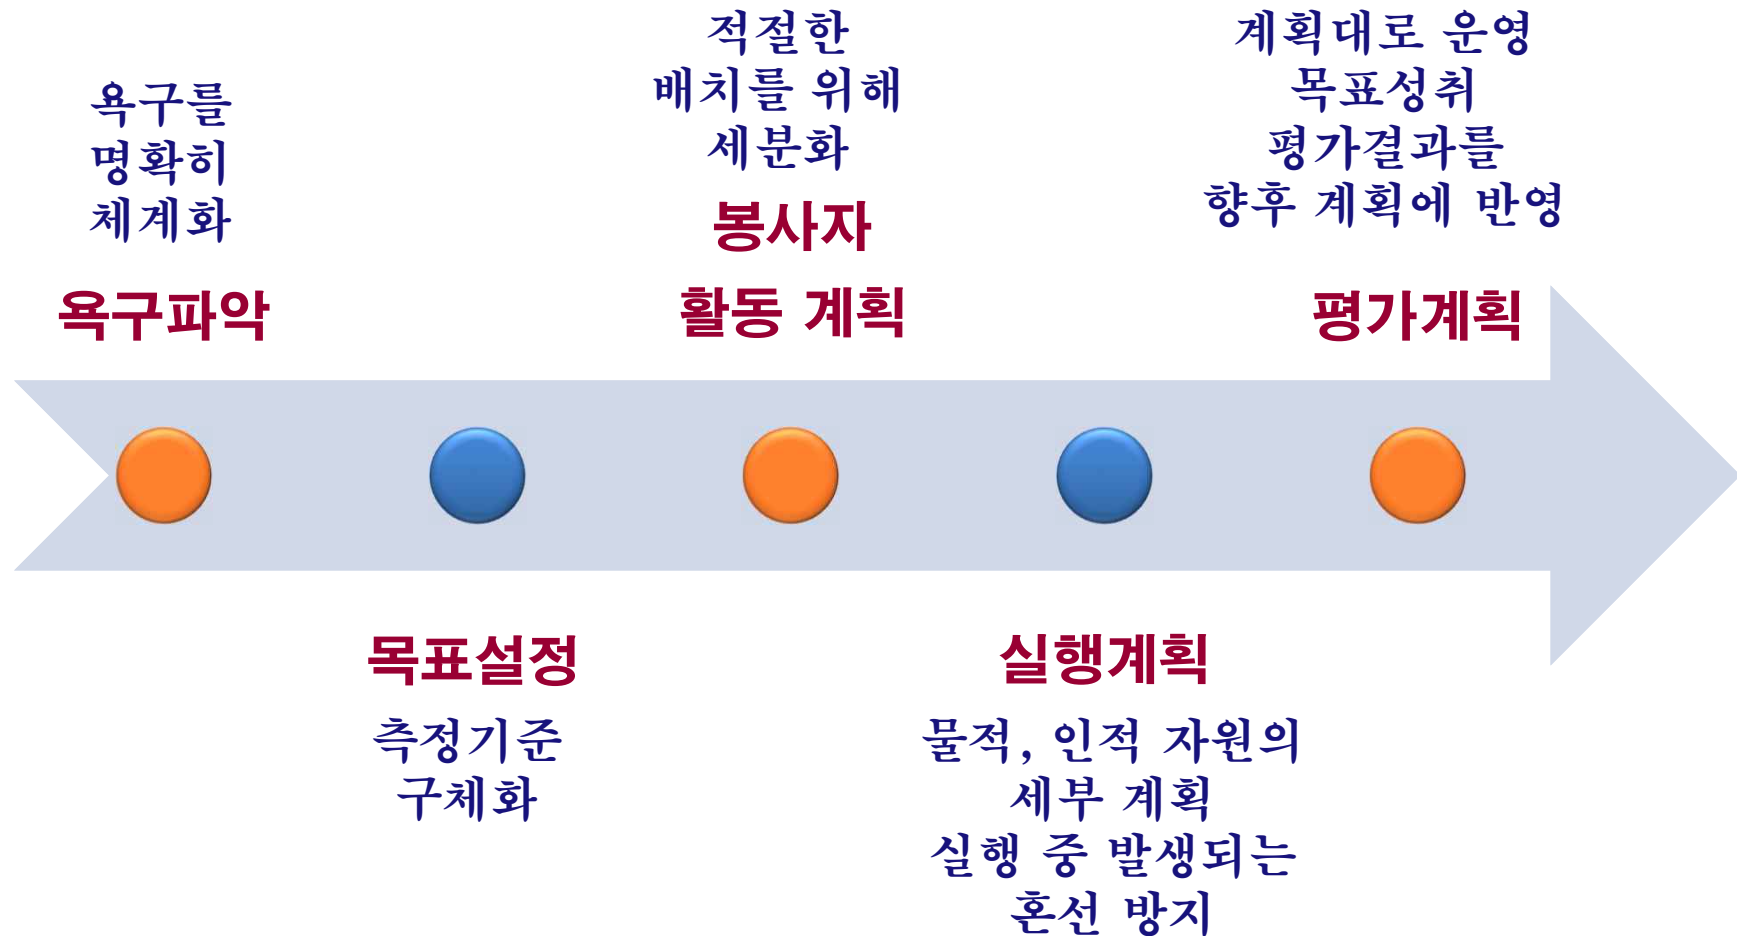 욕구를
명확히
체계화
욕구파악
목표설정
측정기준
구체화
적절한
배치를 위해
세분화
봉사자
활동 계획
실행계획
물적, 인적 자원의
세부 계획
실행 중 발생되는
혼선 방지
계획대로 운영
목표성취
평가결과를
향후 계획에 반영
평가계획